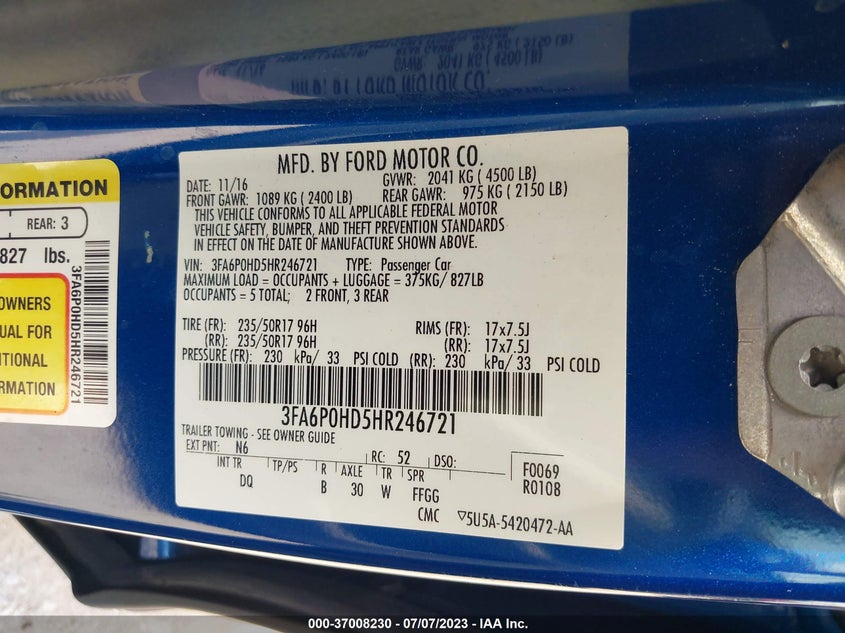 MFD. BY FORD MOTOR CO.
DATE: 11/16 GVWR: 2041 KG ( 4500 LB)
FRONT GAWR: 1089 KG ( 2400 LB) REAR GAWR: 975 KG ( 2150 LB)
THIS VEHICLE CONFORMS TO ALL APPLICABLE FEDERAL MOTOR
VEHICLE SAFETY, BUMPER, AND THEFT PREVENTION STANDARDS
IN EFFECT ON THE DATE OF MANUFACTURE SHOWN ABOVE.
VIN: 3FA6P0HD5HR246721 TYPE: Passenger Car
MAXIMUM LOAD = OCCUPANTS + LUGGAGE = 375KG/ 827LB
OCCUPANTS = 5 TOTAL; 2 FRONT, 3 REAR
TIRE (FR): 235/50R17 96H RIMS (FR): 17x7.5J
(RR): 235/50R17 96H (RR): 17x7.5J
PRESSURE (FR): 230 kPa/ 33 PSI COLD (RR): 230 kPa/ 33 PSI COLD
3FA6P0HD5HR246721
TRAILER TOWING - SEE OWNER GUIDE
EXT PNT: N6 RC: 52 DSO: F0069
INT TR TP/PS R AXLE TR SPR R0108
DQ B 30 W FFGG
CMC ▽5U5A-5420472-AA
FORMATION
REAR: 3
827 lbs.
3FA6P0HD5HR246721
OWNERS
UAL FOR
ITIONAL
FORMATION
000-37008230 - 07/07/2023 - IAA Inc.